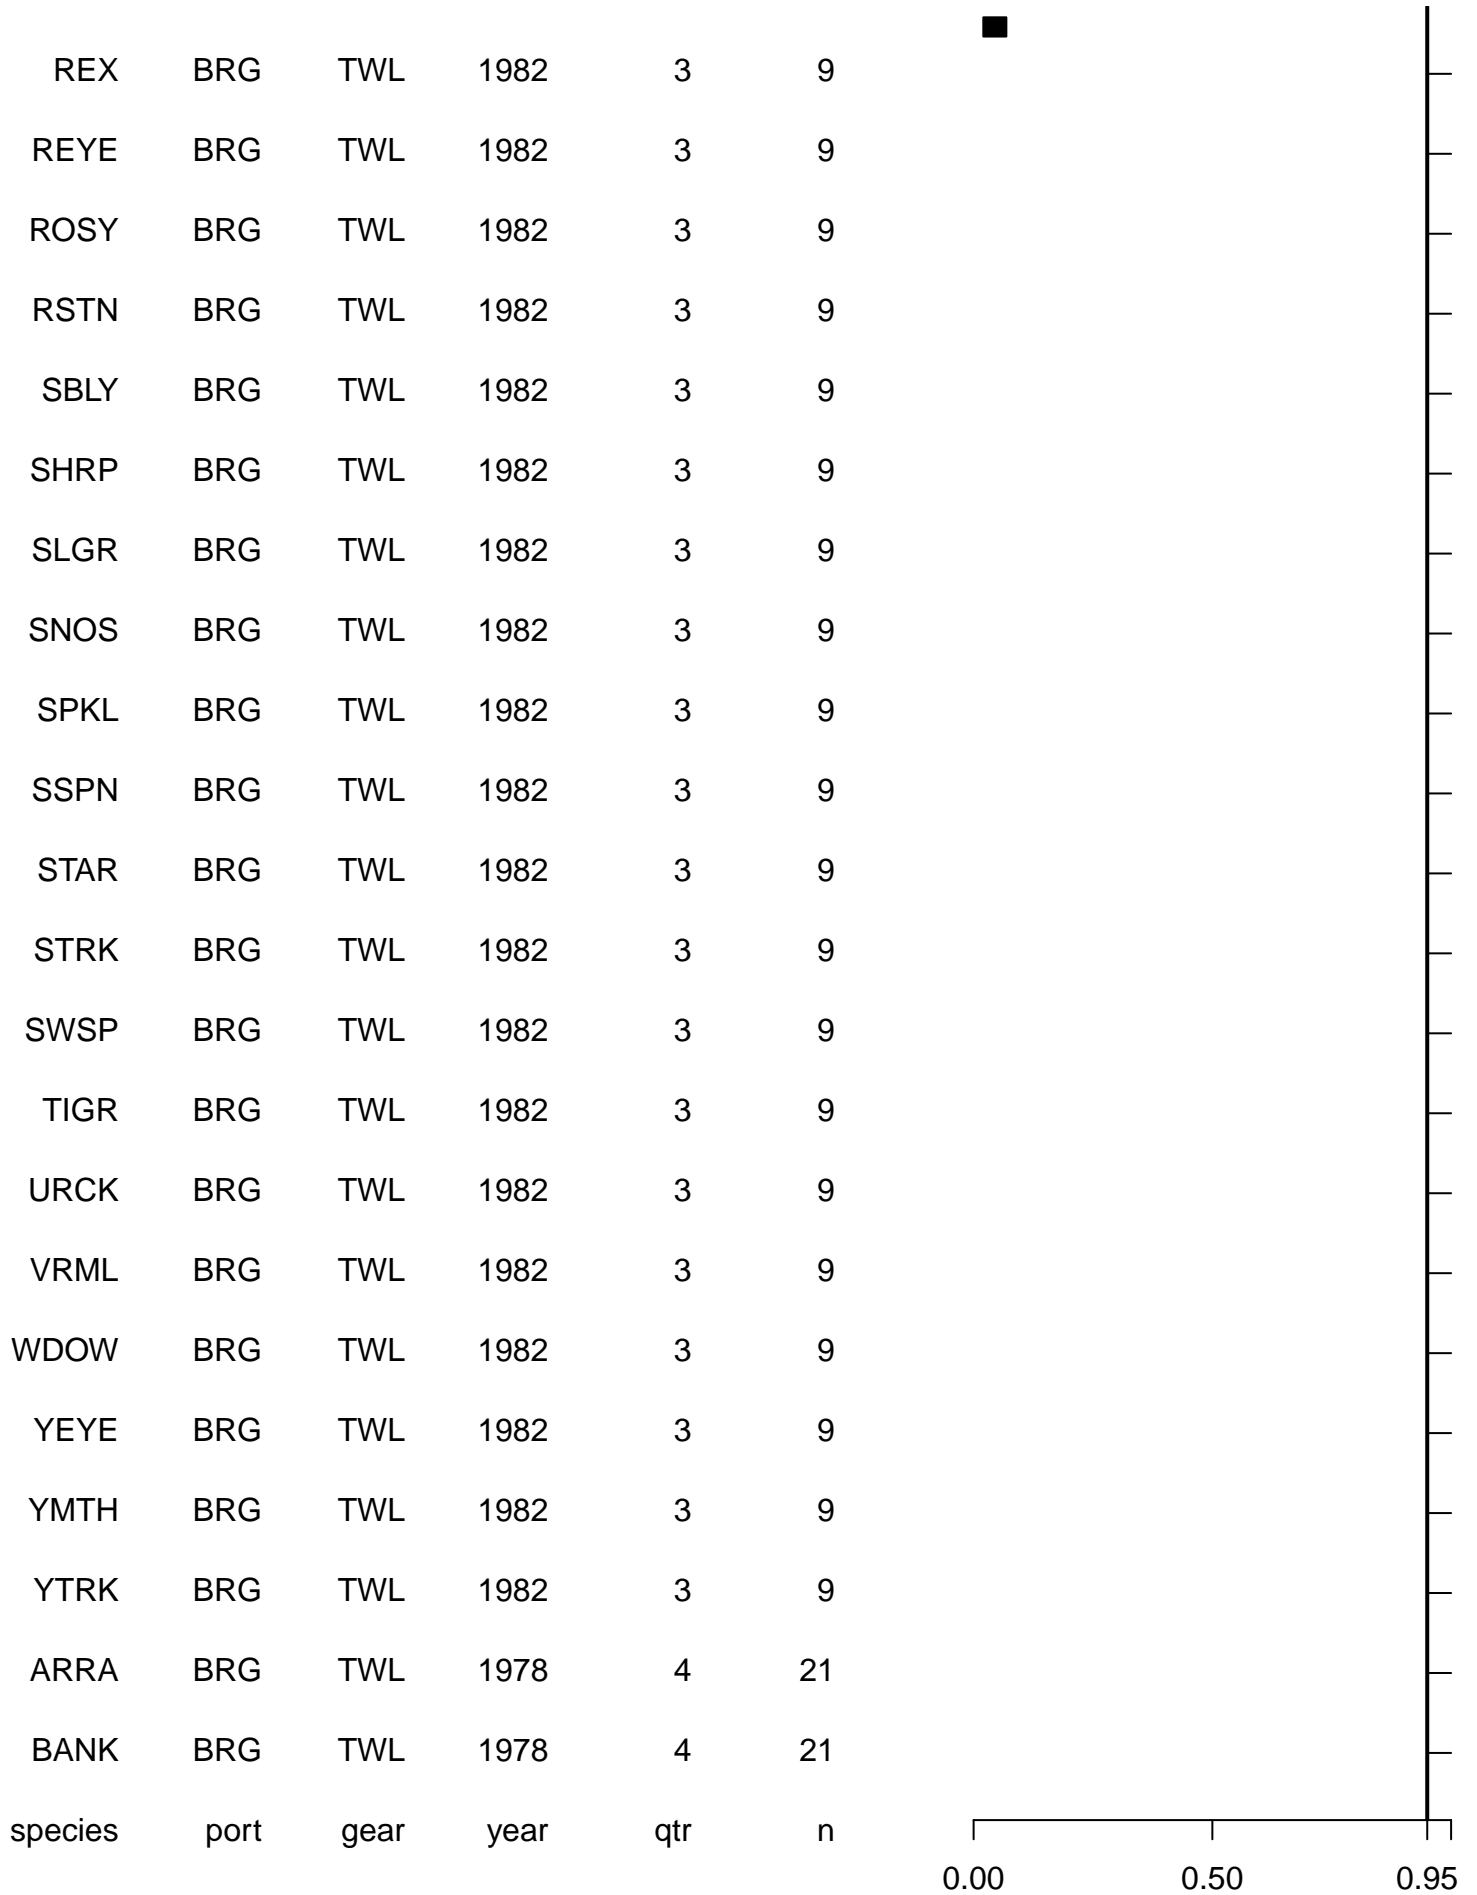 REX BRG TWL 1982 3 9
REYE BRG TWL 1982 3 9
ROSY BRG TWL 1982 3 9
RSTN BRG TWL 1982 3 9
SBLY BRG TWL 1982 3 9
SHRP BRG TWL 1982 3 9
SLGR BRG TWL 1982 3 9
SNOS BRG TWL 1982 3 9
SPKL BRG TWL 1982 3 9
SSPN BRG TWL 1982 3 9
STAR BRG TWL 1982 3 9
STRK BRG TWL 1982 3 9
SWSP BRG TWL 1982 3 9
TIGR BRG TWL 1982 3 9
URCK BRG TWL 1982 3 9
VRML BRG TWL 1982 3 9
WDOW BRG TWL 1982 3 9
YEYE BRG TWL 1982 3 9
YMTH BRG TWL 1982 3 9
YTRK BRG TWL 1982 3 9
ARRA BRG TWL 1978 4 21
BANK BRG TWL 1978 4 21
species port gear year qtr n
0.00 0.50 0.95